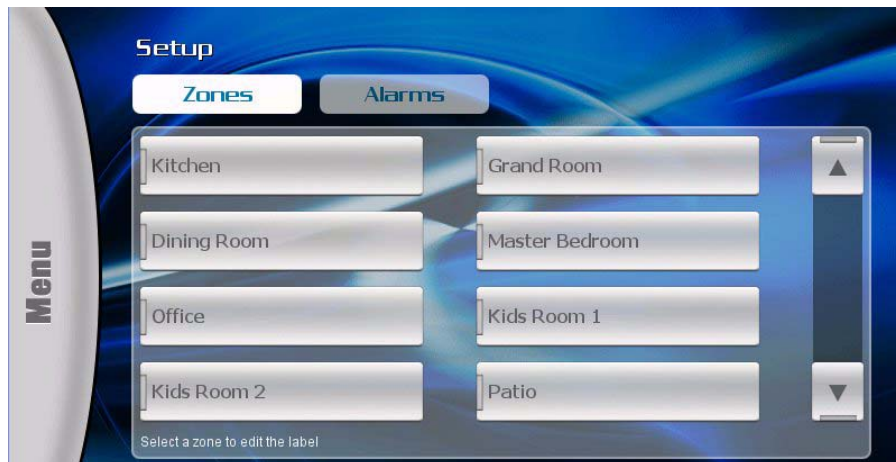 Setup
Zones Alarms
Kitchen Grand Room
Dining Room Master Bedroom
Menu
Office Kids Room 1
Kids Room 2 Patio
Select a zone to edit the label